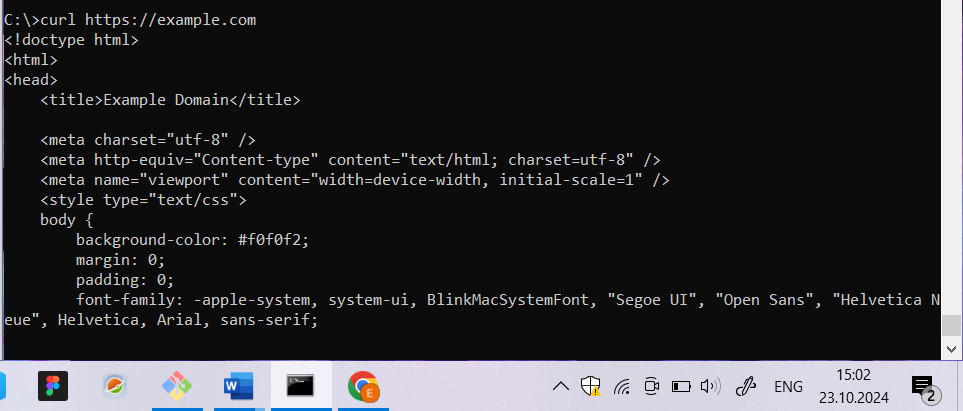 C:\>curl https://example.com
<!doctype html>
<html>
<head>
    <title>Example Domain</title>

    <meta charset="utf-8" />
    <meta http-equiv="Content-type" content="text/html; charset=utf-8" />
    <meta name="viewport" content="width=device-width, initial-scale=1" />
    <style type="text/css">
    body {
        background-color: #f0f0f2;
        margin: 0;
        padding: 0;
        font-family: -apple-system, system-ui, BlinkMacSystemFont, "Segoe UI", "Open Sans", "Helvetica N
eue", Helvetica, Arial, sans-serif;
W
C:\
E
ENG
15:02
23.10.2024
2